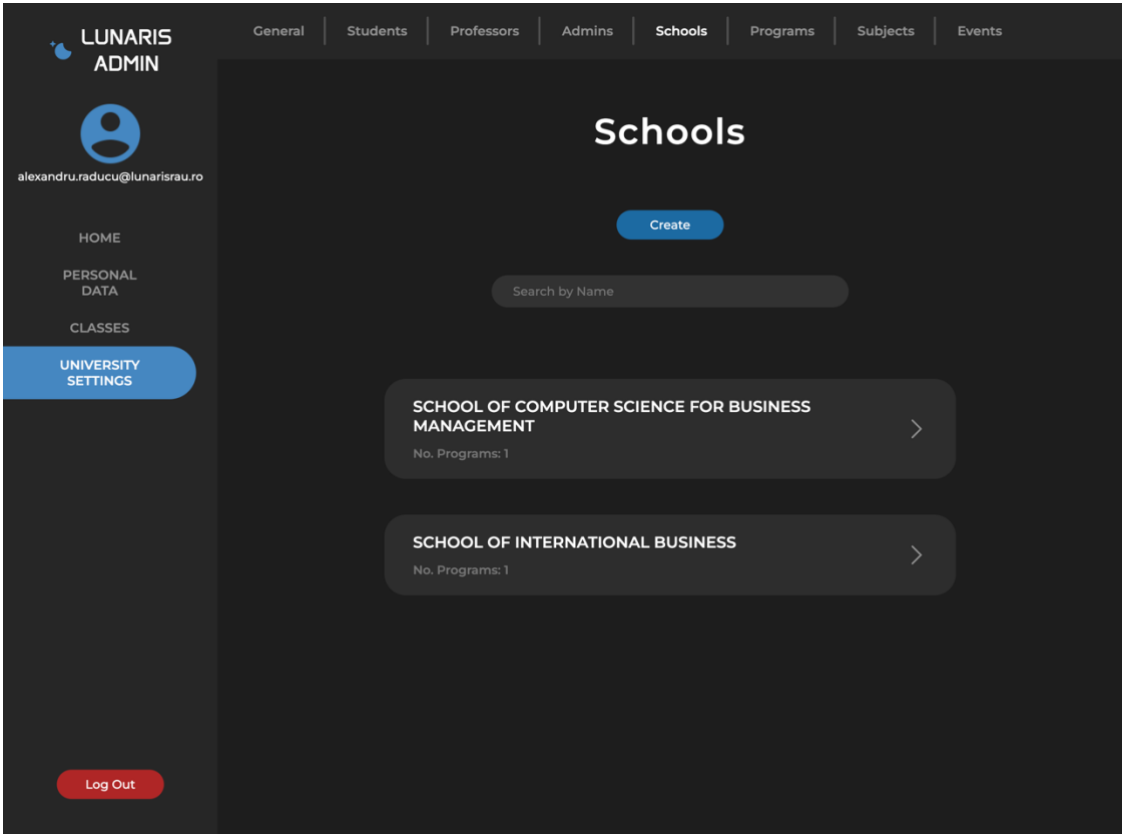 LUNARIS
ADMIN
alexandru.raducu@lunarisrau.ro
HOME
PERSONAL
DATA
CLASSES
UNIVERSITY
SETTINGS
Log Out
General
Students
Professors
Admins
Schools
Programs
Subjects
Events
Schools
Create
Search by Name
SCHOOL OF COMPUTER SCIENCE FOR BUSINESS
MANAGEMENT
No. Programs: 1
SCHOOL OF INTERNATIONAL BUSINESS
No. Programs: 1